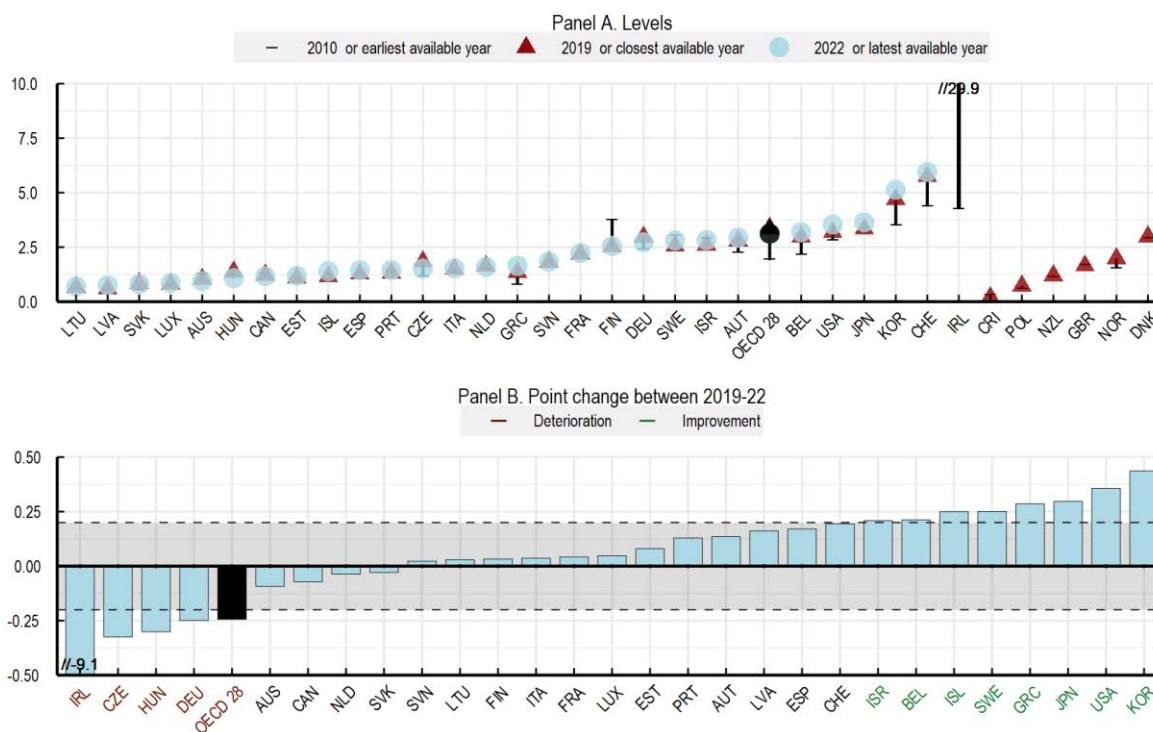 Panel A. Levels
2010 or earliest available year 2019 or closest available year 2022 or latest available year
10.0
//29.9
7.5
5.0
2.5
0.0
LTU LVA SVK LUX AUS HUN CAN EST ISL ESP PRT CZE ITA NLD GRC SVN FRA FIN DEU SWE ISR AUT OECD 28 BEL USA JPN KOR CHE IRL CRI POL NZL GBR NOR DNK
Panel B. Point change between 2019-22
Deterioration Improvement
0.50
0.25
0.00
-0.25
-0.50
//-9.1
IRL CZE HUN DEU OECD 28 AUS CAN NLD SVK SVN LTU FIN ITA FRA LUX EST PRT AUT LVA ESP CHE ISR BEL ISL SWE GRC JPN USA KOR